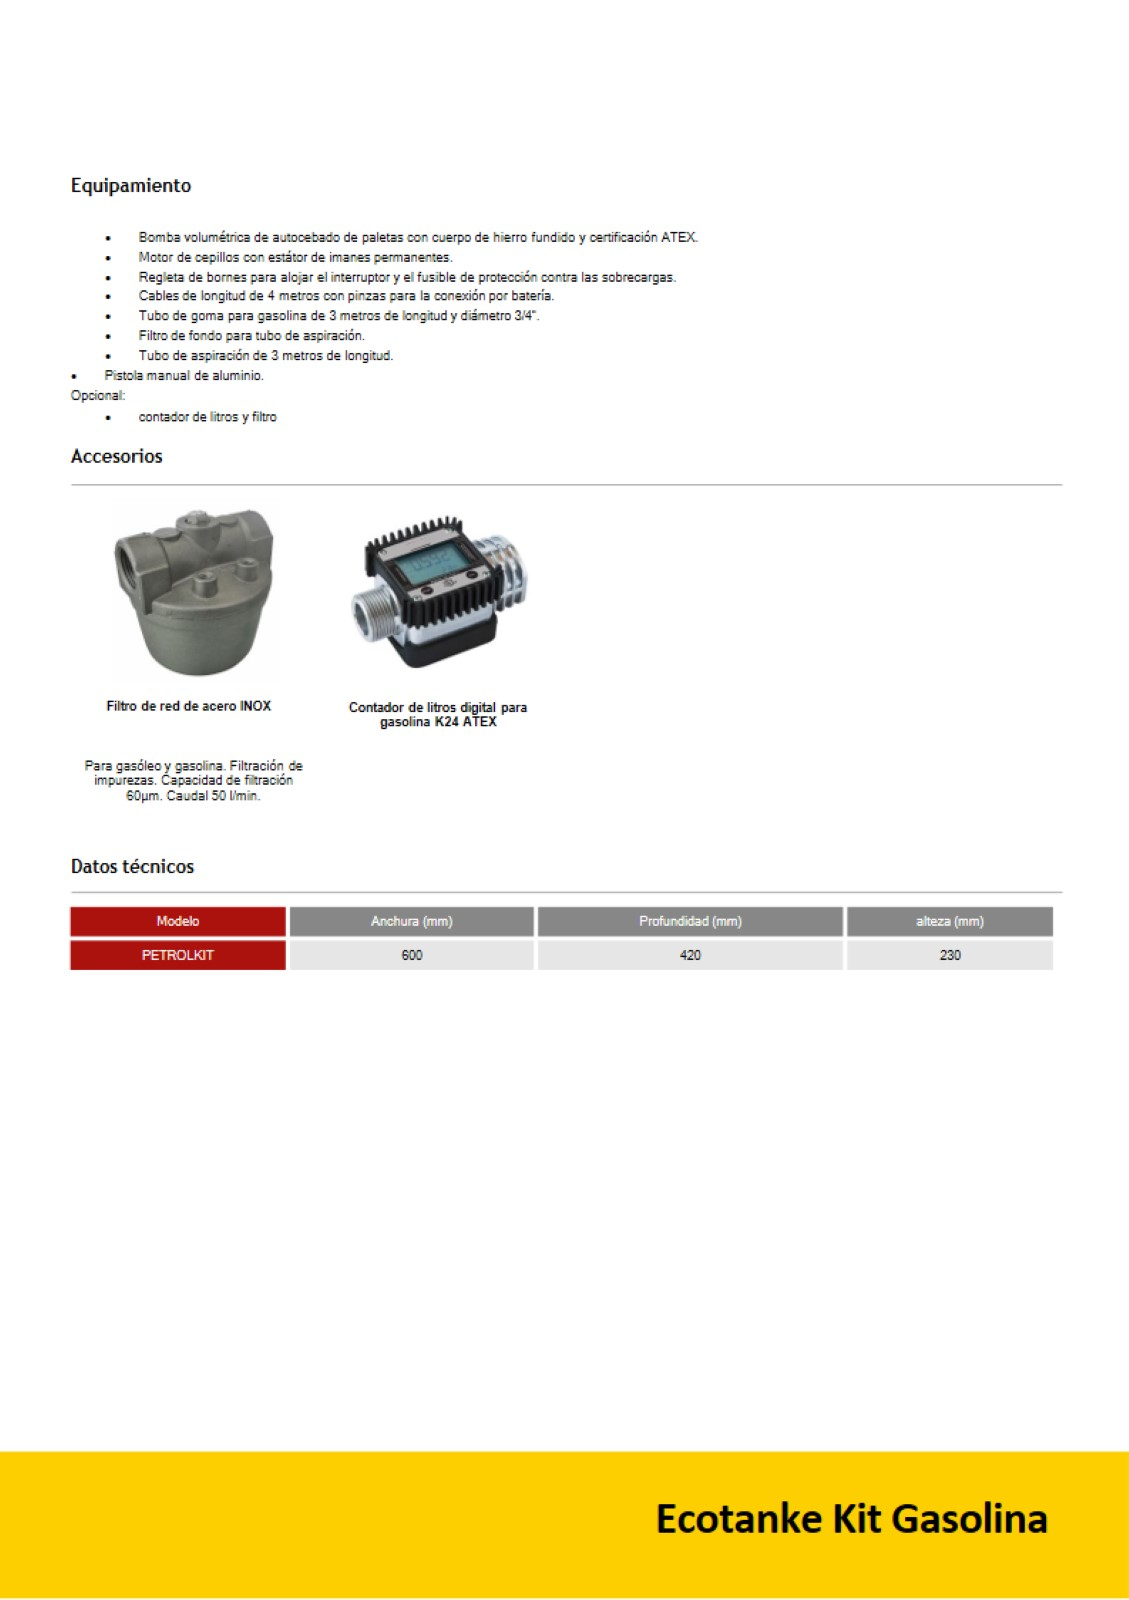 Equipamiento
• Bomba volumétrica de autocebado de paletas con cuerpo de hierro fundido y certificación ATEX.
• Motor de cepillos con estátor de imanes permanentes.
• Regleta de bornes para alojar el interruptor y el fusible de protección contra las sobrecargas.
• Cables de longitud de 4 metros con pinzas para la conexión por batería.
• Tubo de goma para gasolina de 3 metros de longitud y diámetro 3/4".
• Filtro de fondo para tubo de aspiración.
• Tubo de aspiración de 3 metros de longitud.
• Pistola manual de aluminio.
Opcional:
• contador de litros y filtro
Accesorios
Filtro de red de acero INOX
Para gasóleo y gasolina. Filtración de
impurezas. Capacidad de filtración
60µm. Caudal 50 l/min.
Contador de litros digital para
gasolina K24 ATEX
Datos técnicos
Modelo Anchura (mm) Profundidad (mm) alteza (mm)
PETROLKIT 600 420 230
Ecotanke Kit Gasolina